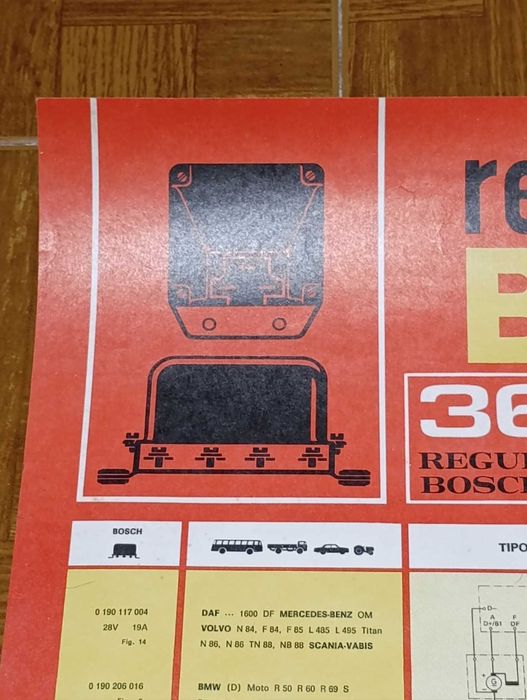 re
B
36
REGU
BOSC
BOSCH
TIPO
0 190 117 004
28V 19A
Fig. 14
DAF ... 1600 DF MERCEDES-BENZ OM
VOLVO N 84, F 84, F 85 L 485 L 495 Titan
N 86, N 86 TN 88, NB 88 SCANIA-VABIS
D-
A
D+/B
F
DF
G
0 190 206 016
BMW (D) Moto R 50 R 60 R 69 S